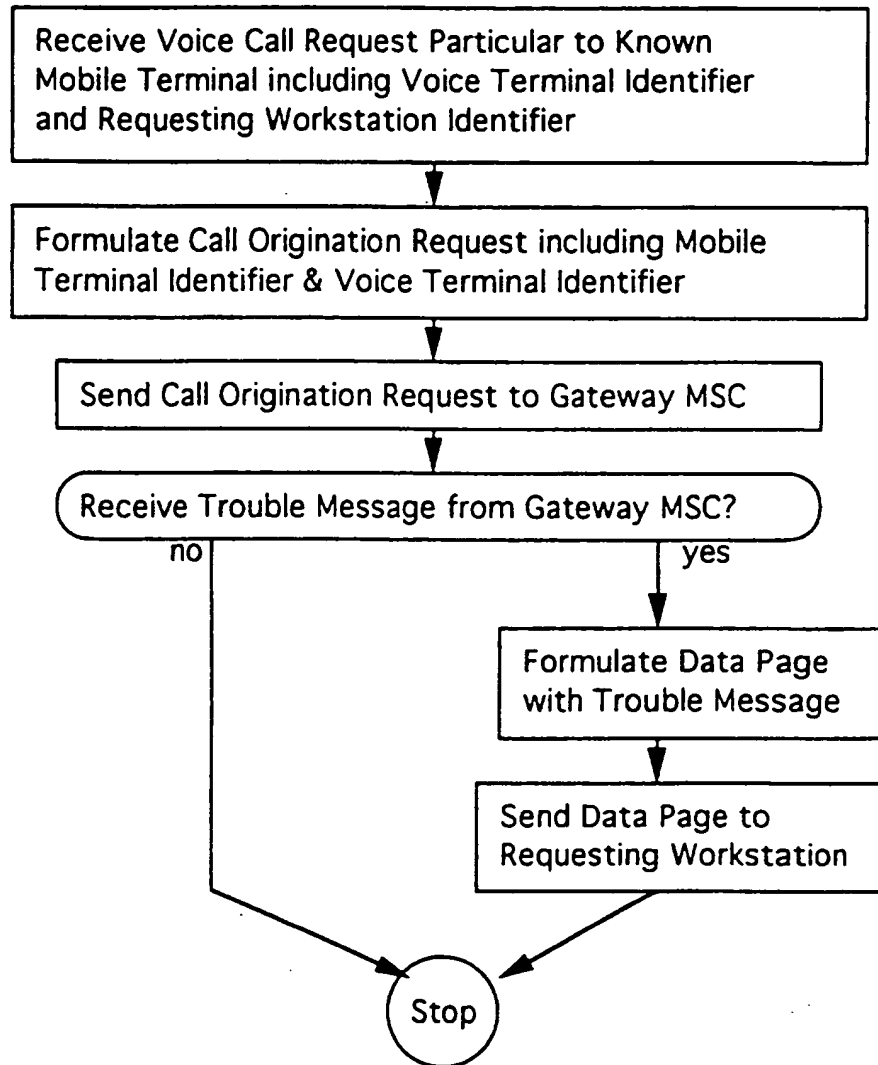 Receive Voice Call Request Particular to Known
Mobile Terminal including Voice Terminal Identifier
and Requesting Workstation Identifier
Formulate Call Origination Request including Mobile
Terminal Identifier & Voice Terminal Identifier
Send Call Origination Request to Gateway MSC
Receive Trouble Message from Gateway MSC?
no
yes
Formulate Data Page
with Trouble Message
Send Data Page to
Requesting Workstation
Stop